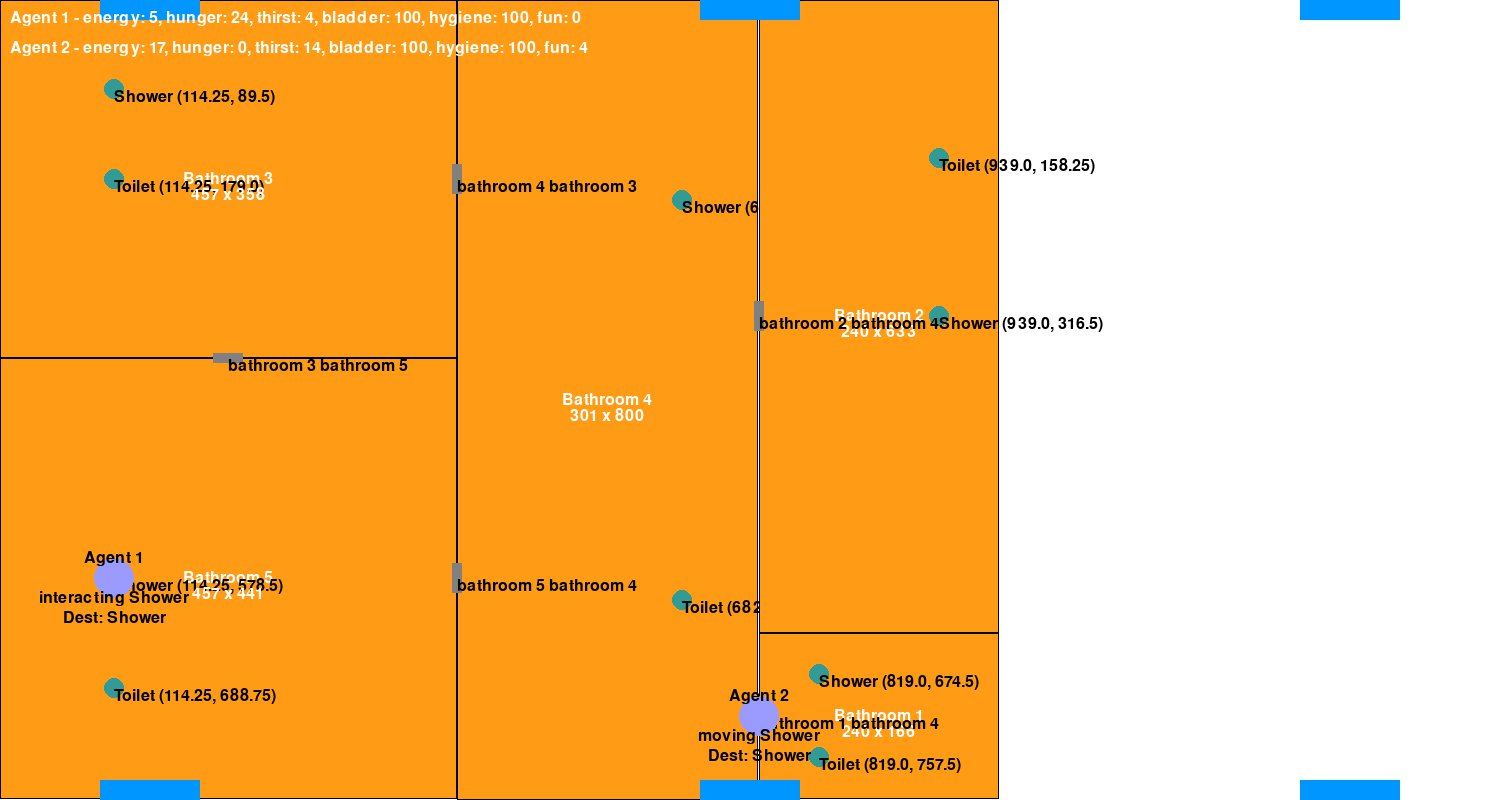 Agent 1 - energy: 5, hunger: 24, thirst: 4, bladder: 100, hygiene: 100, fun: 0
Agent 2 - energy: 17, hunger: 0, thirst: 14, bladder: 100, hygiene: 100, fun: 4
Shower (114.25, 89.5)
Toilet (939.0, 158.25)
Bathroom 3
Toilet (114.25, 179.0)
bathroom 4 bathroom 3
457 x 358
Shower (6
Bathroom 2
bathroom 2 bathroom 4
Shower (939.0, 316.5)
240 x 633
bathroom 3 bathroom 5
Bathroom 4
301 x 800
Agent 1
Bathroom 5
ower (114.25, 578.5)
bathroom 5 bathroom 4
457 x 441
interacting Shower
Toilet (682
Dest: Shower
Shower (819.0, 674.5)
Toilet (114.25, 688.75)
Agent 2
Bathroom 1
throom 1 bathroom 4
240 x 166
moving Shower
Dest: Shower
Toilet (819.0, 757.5)